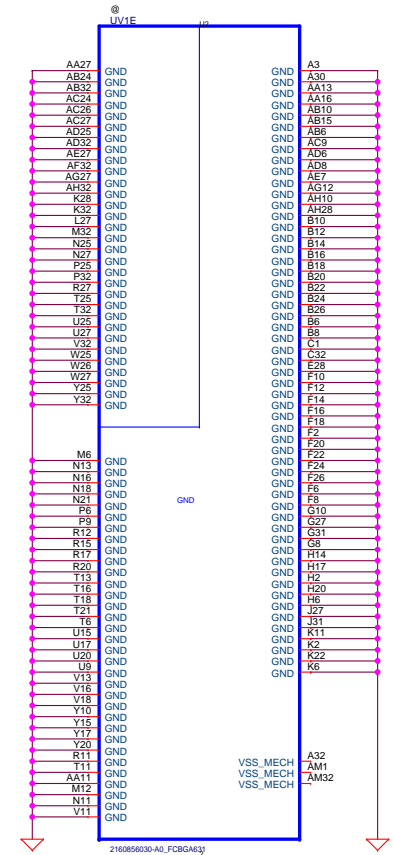 @
UV1E
AA27 GND GND A3
AB24 GND GND A30
AB32 GND GND AA13
AC24 GND GND AA16
AC26 GND GND AB10
AC27 GND GND AB15
AD25 GND GND AB6
AD32 GND GND AC9
AE27 GND GND AD6
AF32 GND GND AD8
AG27 GND GND AE7
AH32 GND GND AG12
K28 GND GND AH10
K32 GND GND AH28
L27 GND GND B10
M32 GND GND B12
N25 GND GND B14
N27 GND GND B16
P25 GND GND B18
P32 GND GND B20
R27 GND GND B22
T25 GND GND B24
T32 GND GND B26
U25 GND GND B6
U27 GND GND B8
V32 GND GND C1
W25 GND GND C32
W26 GND GND E28
W27 GND GND F10
Y25 GND GND F12
Y32 GND GND F14
GND F16
GND F18
GND F2
GND F20
M6 GND GND F22
N13 GND GND F24
N16 GND GND F26
N18 GND GND F6
N21 GND GND F8
GND
P6 GND GND G10
P9 GND GND G27
R12 GND GND G31
R15 GND GND G8
R17 GND GND H14
R20 GND GND H17
T13 GND GND H2
T16 GND GND H20
T18 GND GND H6
T21 GND GND J27
T6 GND GND J31
U15 GND GND K11
U17 GND GND K2
U20 GND GND K22
U9 GND GND K6
V13 GND
V16 GND
V18 GND
Y10 GND
Y15 GND
Y17 GND
Y20 GND
R11 GND VSS_MECH A32
T11 GND VSS_MECH AM1
AA11 GND VSS_MECH AM32
M12 GND
N11 GND
V11 GND
2160856030-A0_FCBGA631